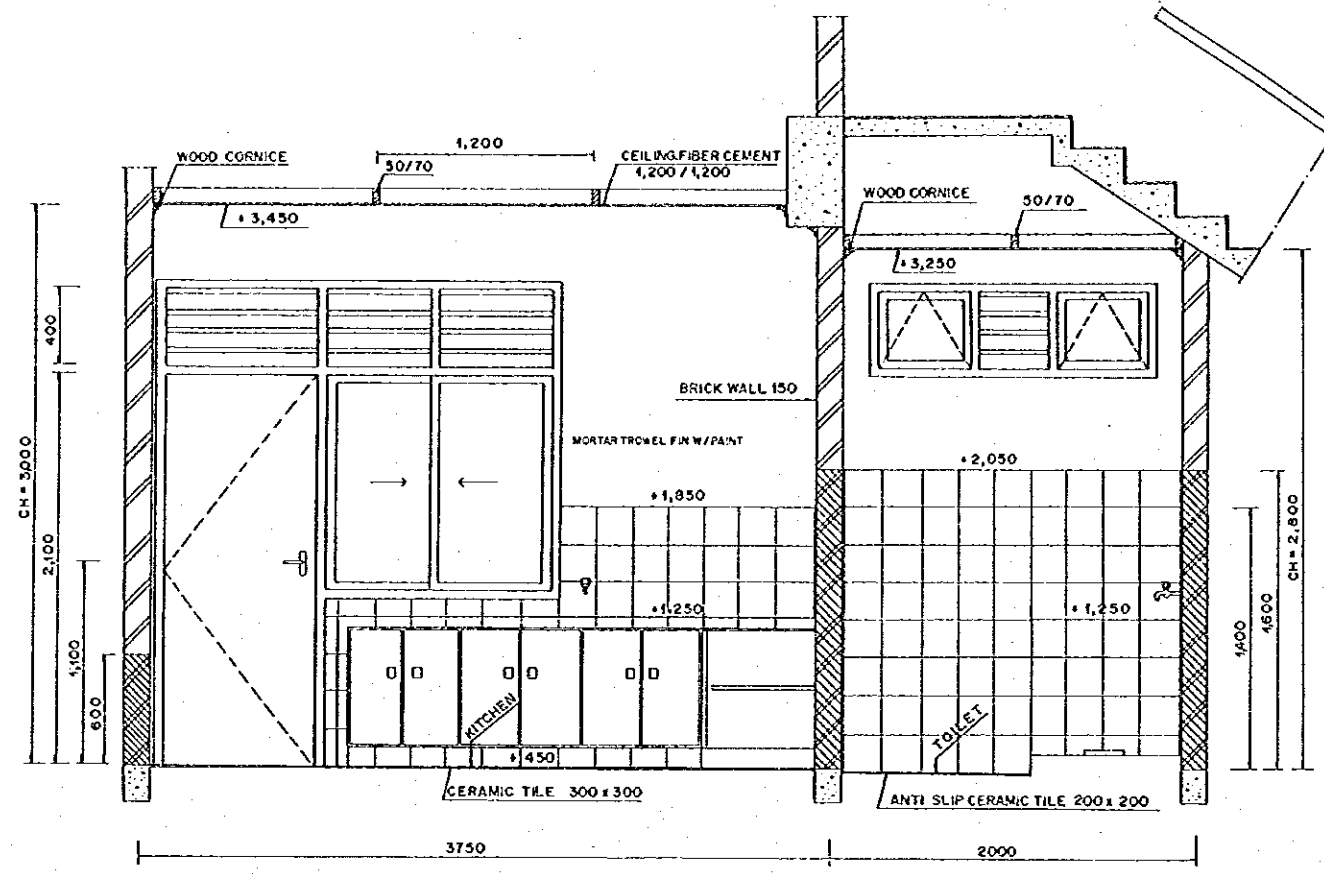 1,200
WOOD CORNICE
50/70
CEILING.FIBER CEMENT
1,200 / 1,200
WOOD CORNICE
50/70
+3,450
+3,250
400
BRICK WALL 150
MORTAR TROWEL FIN W/PAINT
+2,050
+1,850
CH = 3,000
2,100
1,100
600
+1,250
+1,250
1,400
1,600
CH = 2,800
KITCHEN
TOILET
+450
CERAMIC TILE 300 x 300
ANTI SLIP CERAMIC TILE 200 x 200
3750
2000